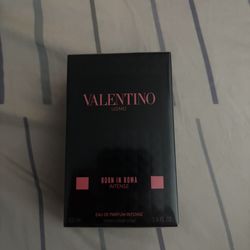 VALENTINO
UOMO
BORN IN ROMA
INTENSE
EAU DE PARFUM INTENSE